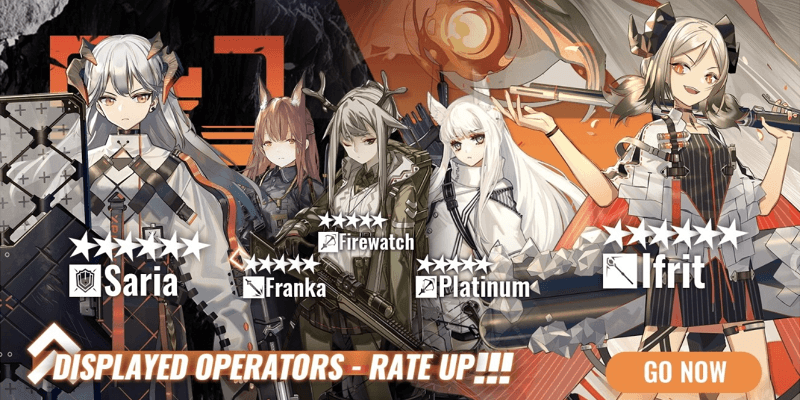 Saria
Franka
Firewatch
Platinum
Ifrit
DISPLAYED OPERATORS - RATE UP!!!
GO NOW